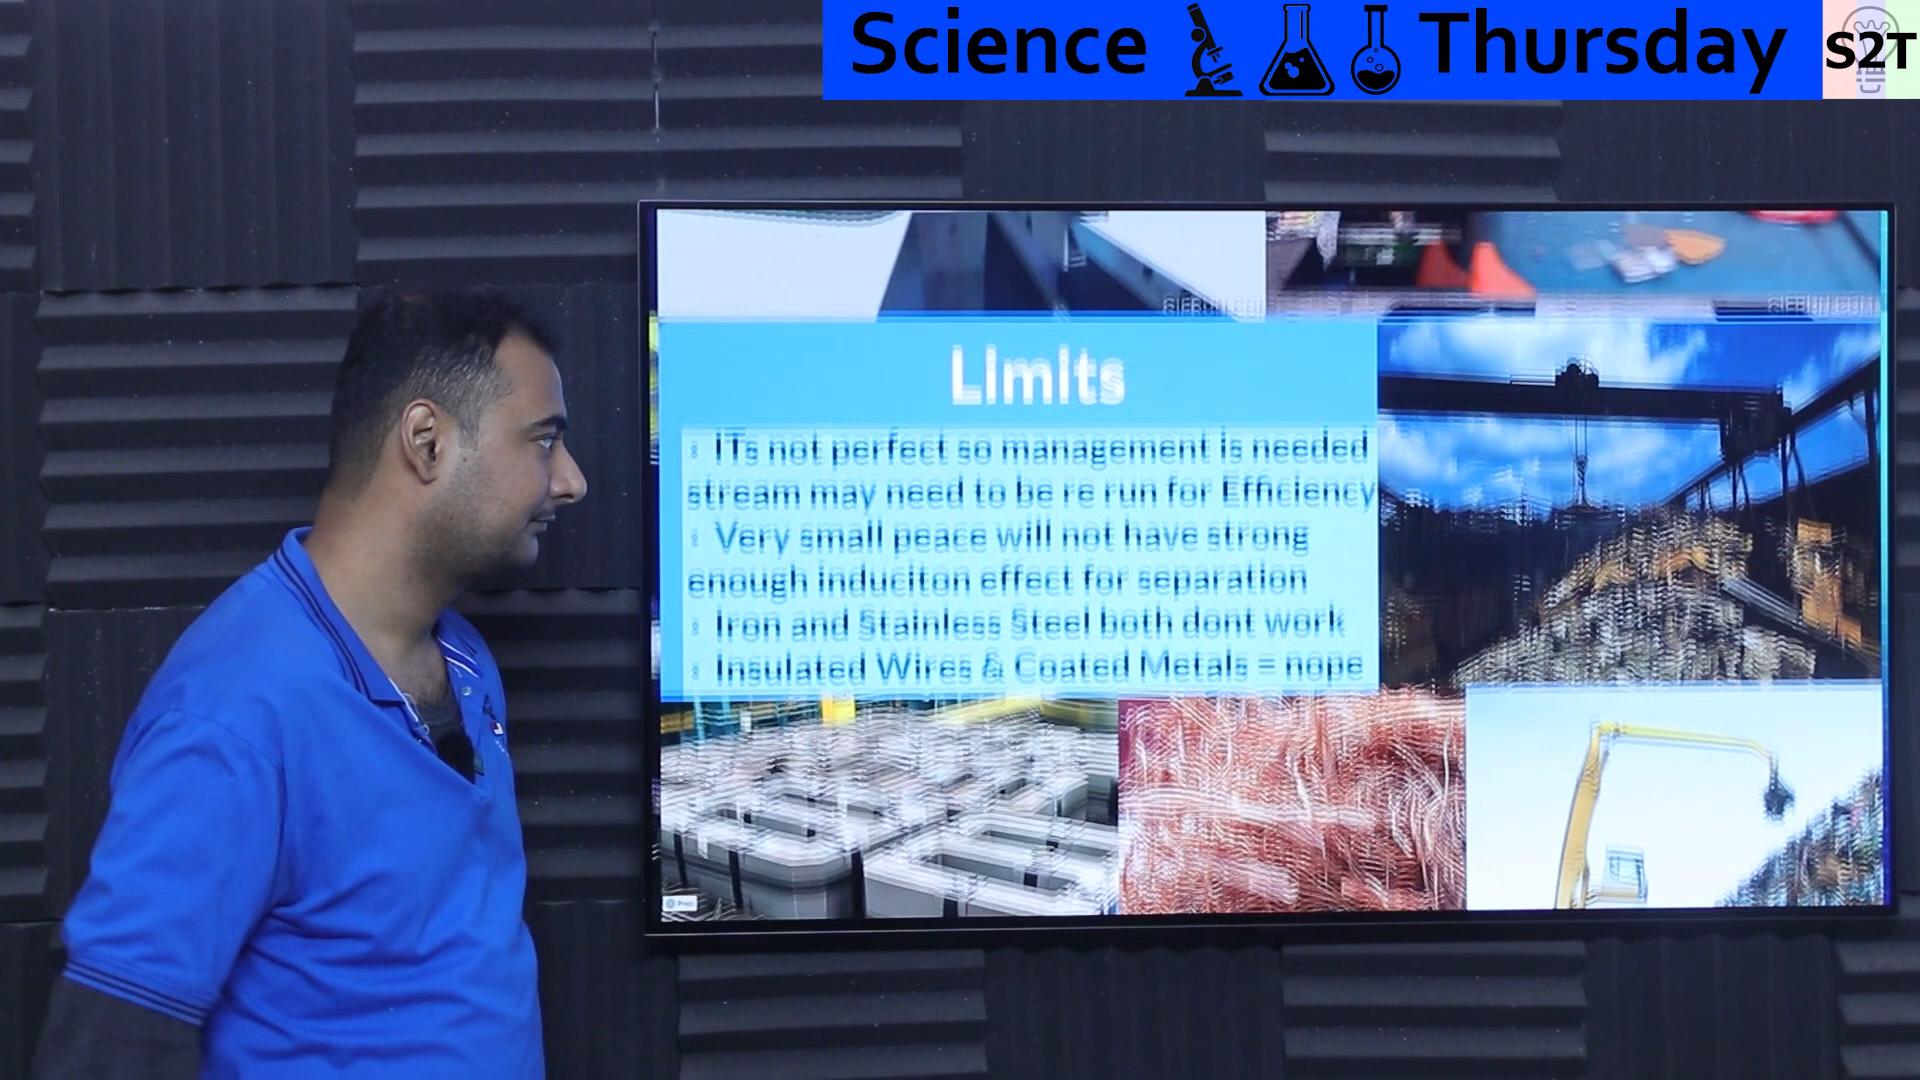 Science Thursday
S2T
Limits
ITs not perfect so management is needed
stream may need to be re run for Efficiency
Very small peace will not have strong
enough induciton effect for separation
Iron and Stainless Steel both dont work
Insulated Wires & Coated Metals = nope
Prezi